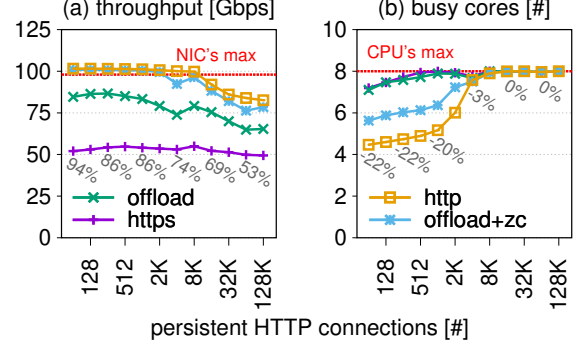 (a) throughput [Gbps]
(b) busy cores [#]
125
100
75
50
25
0
NIC's max
94%
86%
86%
74%
69%
53%
offload
https
128
512
2K
8K
32K
128K
10
8
6
4
2
0
CPU's max
-22%
-22%
-20%
-3%
0%
0%
http
offload+zc
128
512
2K
8K
32K
128K
persistent HTTP connections [#]